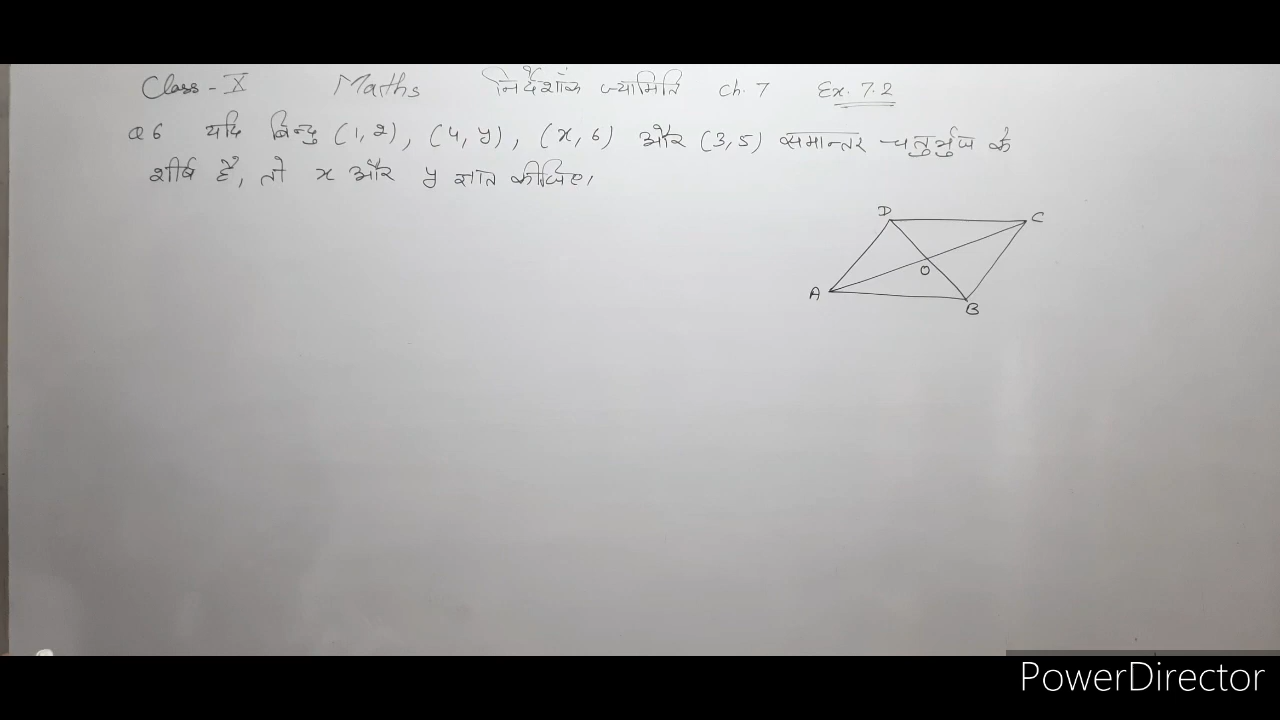 Class - X Maths निर्देशांक ज्यामिति ch. 7 Ex. 7.2
Q 6 यदि बिन्दु (1, 2), (4, y), (x, 6) और (3, 5) समान्तर चतुर्भुज के
शीर्ष हैं, तो x और y ज्ञात कीजिए।
D C
O
A
B
PowerDirector